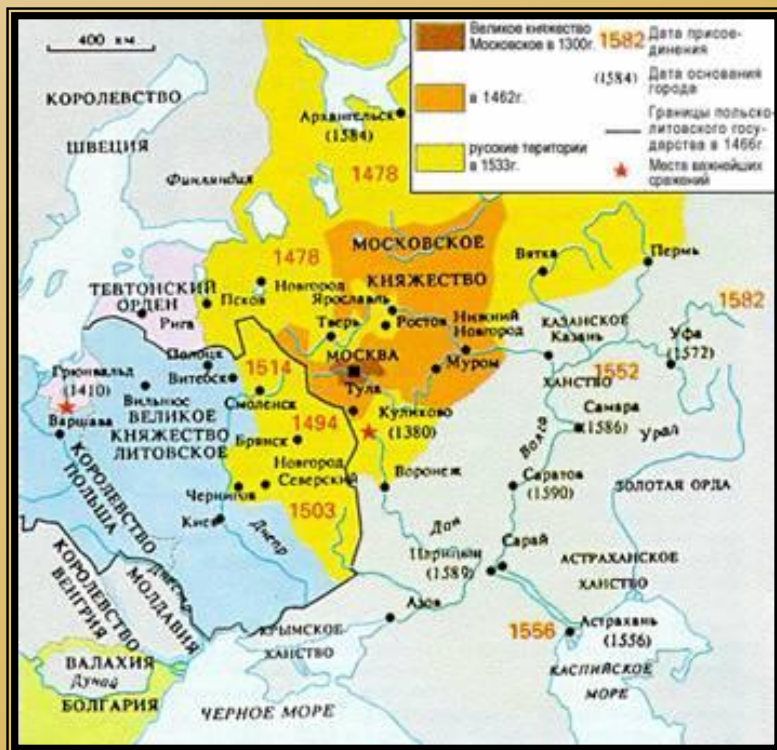 400 км
Великое княжество
Московское в 1300г.
в 1462г.
русские територии
в 1533г.
1582 Дата присое-
динения
(1584) Дата основания
города
Границы польско-
литовского госу-
дарства в 1466г.
Места важнейших
сражений
КОРОЛЕВСТВО
ШВЕЦИЯ
Финляндия
Архангельск
(1584)
1478
1478
МОСКОВСКОЕ
КНЯЖЕСТВО
Вятка
Пермь
ТЕВТОНСКИЙ
ОРДЕН
Рига
Псков
Новгород
Ярославль
Ростов
Тверь
Нижний
Новгород
КАЗАНСКОЕ
Казань
ХАНСТВО
1552
1582
Уфа
(1572)
Полоцк
Витебск
1514
Смоленск
МОСКВА
Тула
Муром
Грюнвальд
(1410)
Вильнюс
Варшава
ВЕЛИКОЕ
КНЯЖЕСТВО
ЛИТОВСКОЕ
1494
Куликово
(1380)
Самара
(1586)
Волга
Урал
Брянск
Новгород
Северский
Чернигов
1503
Воронеж
Саратов
(1590)
ЗОЛОТАЯ ОРДА
КОРОЛЕВСТВО
ПОЛЬША
Киев
Днепр
Дон
Царицын
(1589)
Сарай
АСТРАХАНСКОЕ
ХАНСТВО
КОРОЛЕВСТВО
ВЕНГРИЯ
МОЛДАВИЯ
Днестр
Азов
КРЫМСКОЕ
ХАНСТВО
1556
Астрахань
(1556)
ВАЛАХИЯ
Дунай
БОЛГАРИЯ
ЧЕРНОЕ МОРЕ
КАСПИЙСКОЕ
МОРЕ